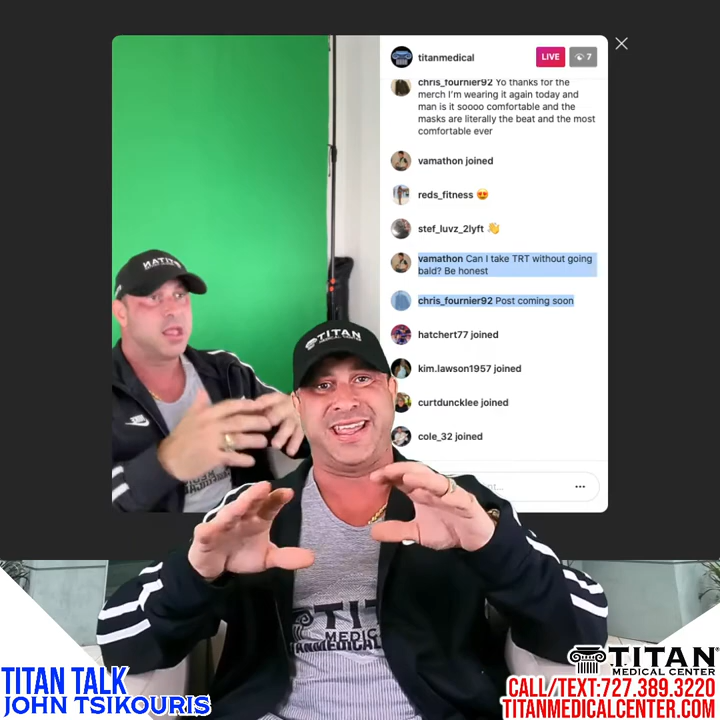 titanmedical
LIVE
7
chris_fournier92 Yo thanks for the
merch I'm wearing it again today and
man is it soooo comfortable and the
masks are literally the beat and the most
comfortable ever
vamathon joined
reds_fitness 😍
stef_luvz_2lyft 👋
vamathon Can I take TRT without going
bald? Be honest
chris_fournier92 Post coming soon
hatchert77 joined
kim.lawson1957 joined
curtduncklee joined
cole_32 joined
...
TITAN
TITAN
MEDICAL
TITAN TALK
JOHN TSIKOURIS
TITAN
MEDICAL CENTER
CALL/TEXT:727.389.3220
TITANMEDICALCENTER.COM